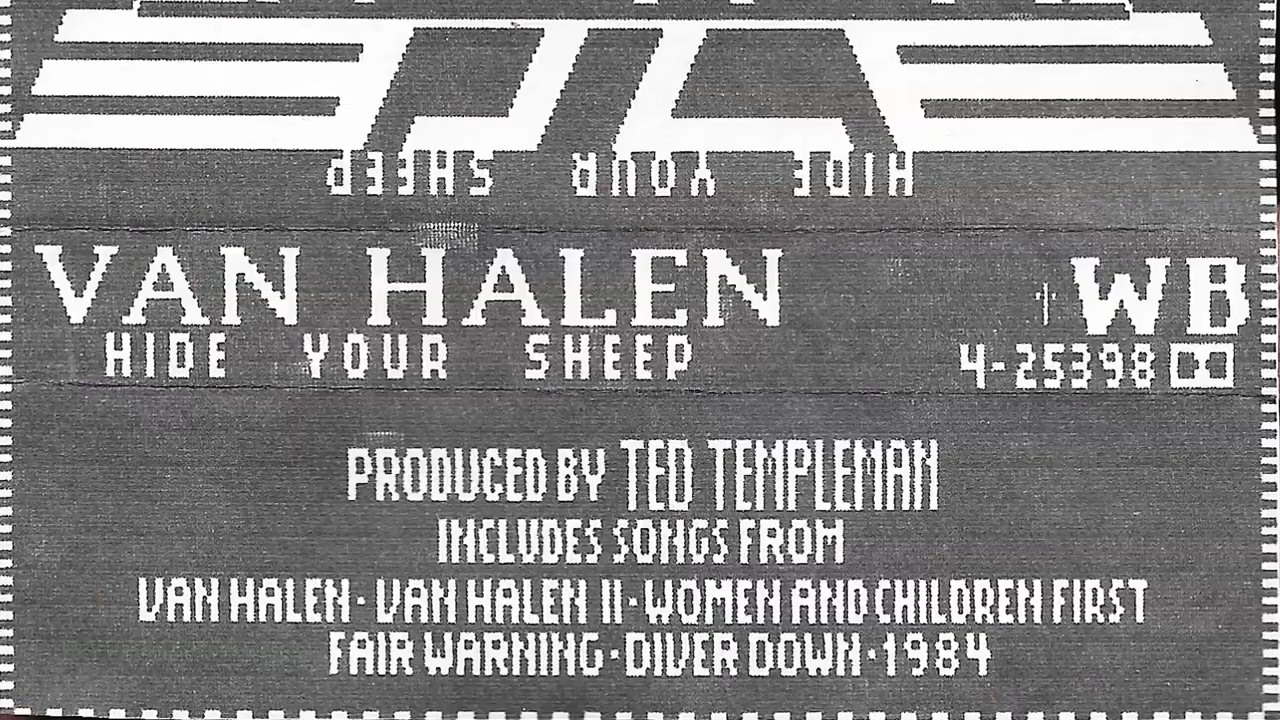 HIDE YOUR SHEEP
VAN HALEN
HIDE YOUR SHEEP
WB
4-25398
PRODUCED BY TED TEMPLEMAN
INCLUDES SONGS FROM
VAN HALEN · VAN HALEN II · WOMEN AND CHILDREN FIRST
FAIR WARNING · DIVER DOWN · 1984